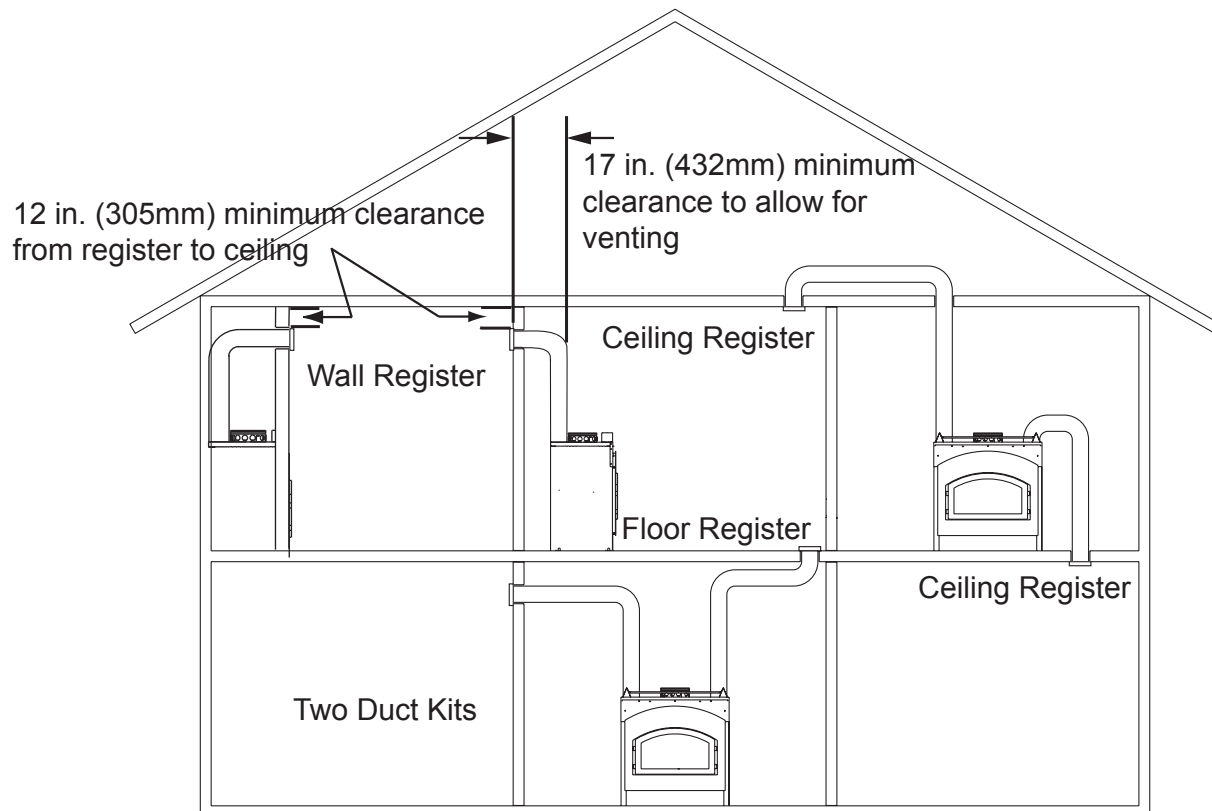 17 in. (432mm) minimum
clearance to allow for
venting
12 in. (305mm) minimum clearance
from register to ceiling
Ceiling Register
Wall Register
Floor Register
Ceiling Register
Two Duct Kits